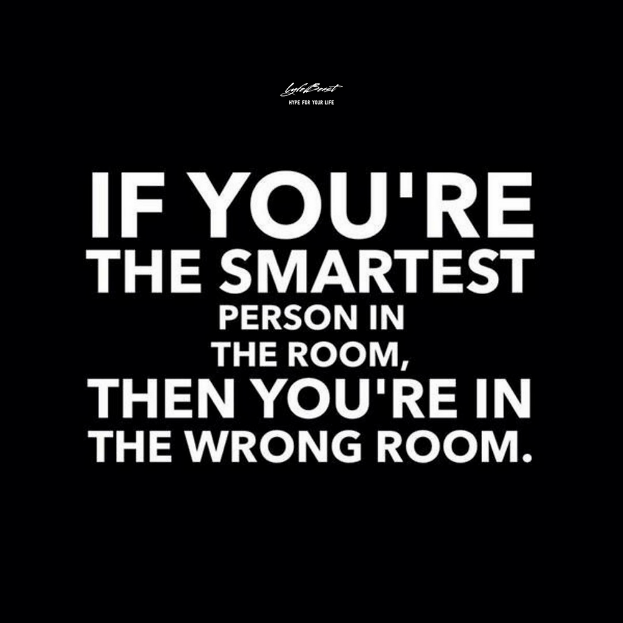 HYPE FOR YOUR LIFE
IF YOU'RE
THE SMARTEST
PERSON IN
THE ROOM,
THEN YOU'RE IN
THE WRONG ROOM.